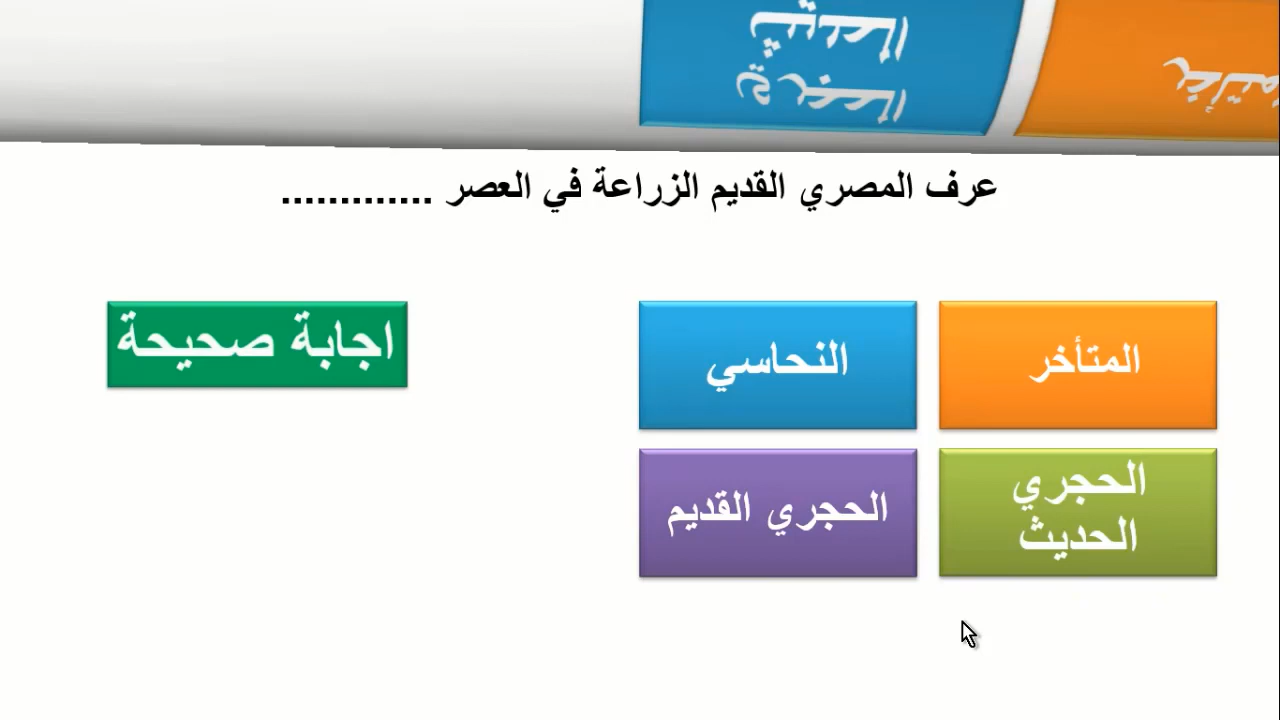 عرف المصري القديم الزراعة في العصر .............
المتأخر
النحاسي
اجابة صحيحة
الحجري
الحديث
الحجري القديم